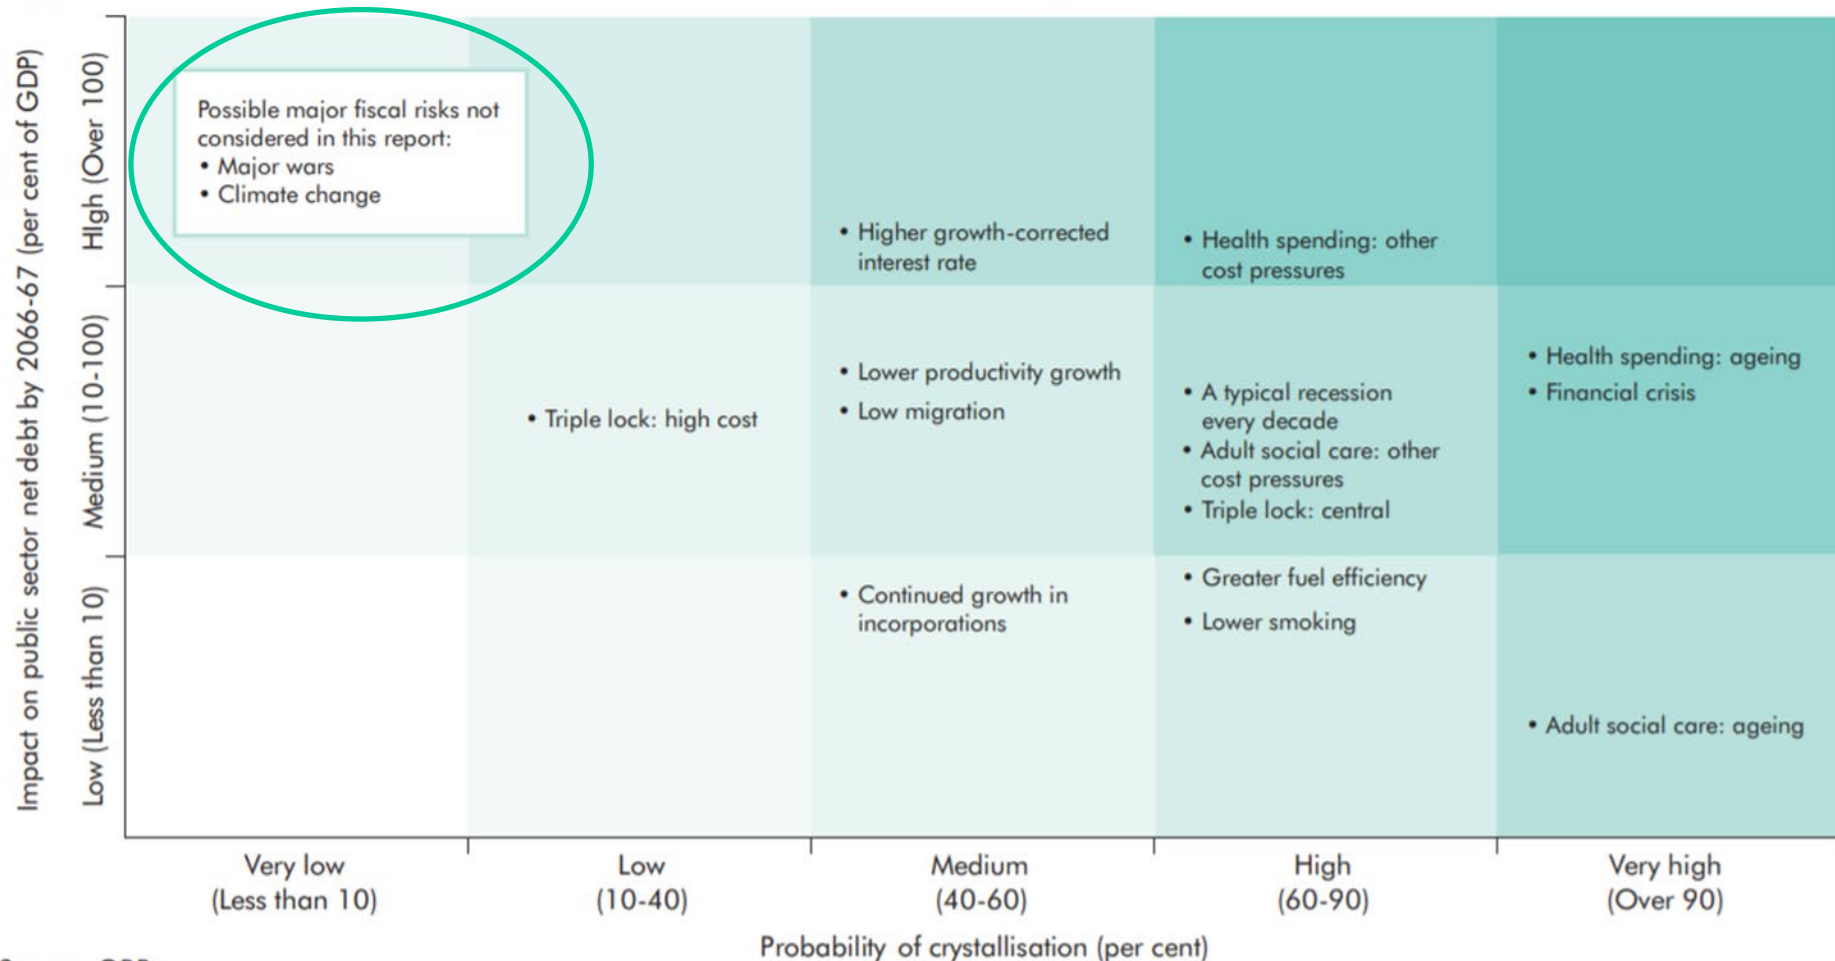 Impact on public sector net debt by 2066-67 (per cent of GDP)
HIgh (Over 100)
Medium (10-100)
Low (Less than 10)
Possible major fiscal risks not
considered in this report:
• Major wars
• Climate change
• Higher growth-corrected
interest rate
• Health spending: other
cost pressures
• Triple lock: high cost
• Lower productivity growth
• Low migration
• A typical recession
every decade
• Adult social care: other
cost pressures
• Triple lock: central
• Health spending: ageing
• Financial crisis
• Continued growth in
incorporations
• Greater fuel efficiency
• Lower smoking
• Adult social care: ageing
Very low
(Less than 10)
Low
(10-40)
Medium
(40-60)
High
(60-90)
Very high
(Over 90)
Probability of crystallisation (per cent)